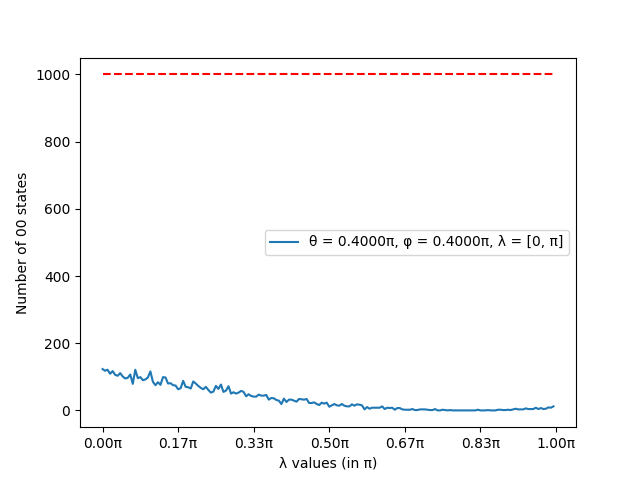 1000
800
600
400
200
0
Number of 00 states
θ = 0.4000π, φ = 0.4000π, λ = [0, π]
0.00π 0.17π 0.33π 0.50π 0.67π 0.83π 1.00π
λ values (in π)